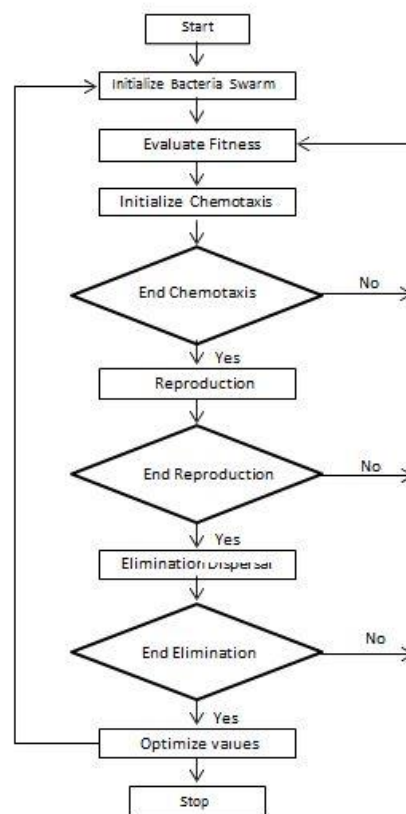 Start
Initialize Bacteria Swarm
Evaluate Fitness
Initialize Chemotaxis
End Chemotaxis
No
Yes
Reproduction
End Reproduction
No
Yes
Elimination Dispersal
End Elimination
No
Yes
Optimize values
Stop